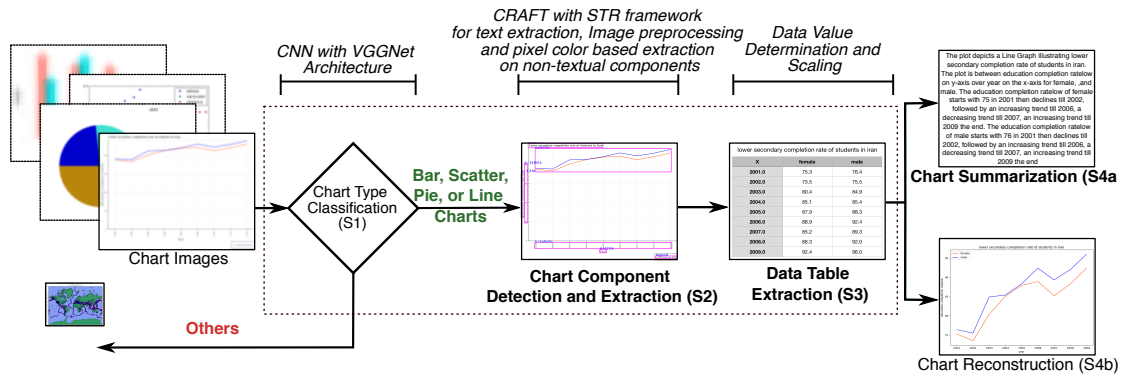 CNN with VGGNet
Architecture
CRAFT with STR framework
for text extraction, Image preprocessing
and pixel color based extraction
on non-textual components
Data Value
Determination and
Scaling
Chart Images
Chart Type
Classification
(S1)
Bar, Scatter,
Pie, or Line
Charts
Others
Chart Component
Detection and Extraction (S2)
lower secondary completion rate of students in iran
X female male
2001.0 75.3 76.4
2002.0 73.5 75.5
2003.0 80.4 84.9
2004.0 85.1 85.4
2005.0 87.9 88.3
2006.0 88.9 92.4
2007.0 85.2 89.3
2008.0 88.3 92.0
2009.0 92.4 96.0
Data Table
Extraction (S3)
The plot depicts a Line Graph illustrating lower
secondary completion rate of students in iran.
The plot is between education completion ratelow
on y-axis over year on the x-axis for female, ,and
male. The education completion ratelow of female
starts with 75 in 2001 then declines till 2002,
followed by an increasing trend till 2006, a
decreasing trend till 2007, an increasing trend till
2009 the end. The education completion ratelow
of male starts with 76 in 2001 then declines till
2002, followed by an increasing trend till 2006, a
decreasing trend till 2007, an increasing trend till
2009 the end
Chart Summarization (S4a
lower secondary completion rate of students in iran
Chart Reconstruction (S4b)